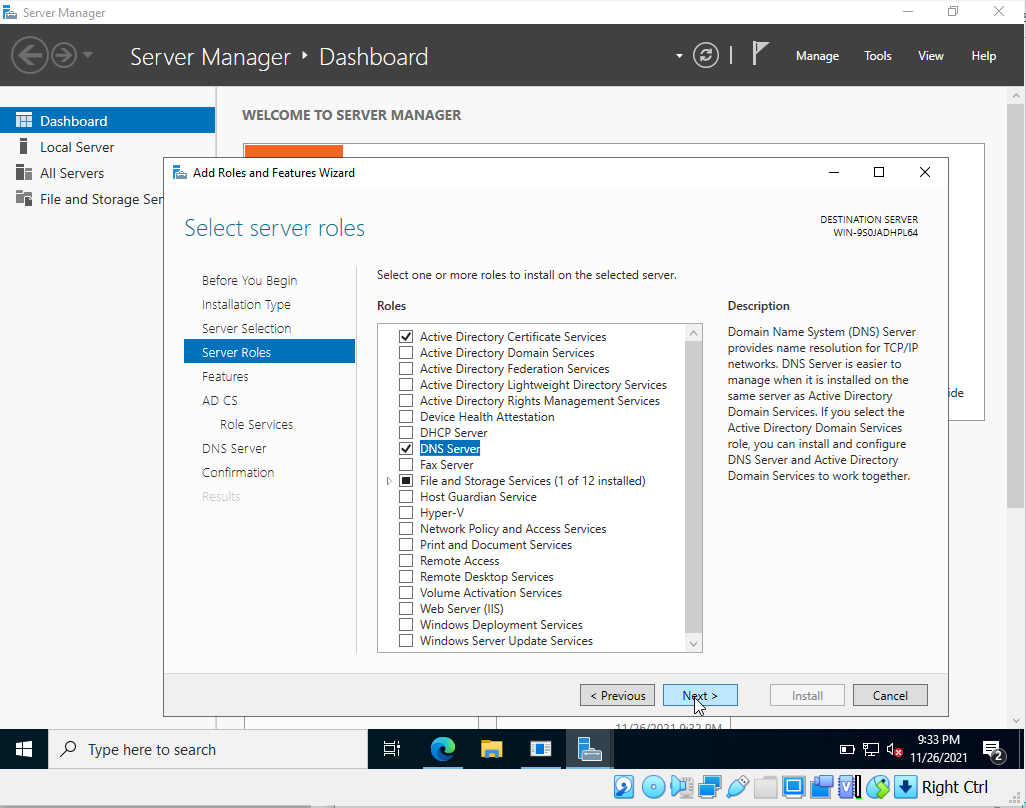 Server Manager
Server Manager ‣ Dashboard
Manage Tools View Help
Dashboard
Local Server
All Servers
File and Storage Ser
WELCOME TO SERVER MANAGER
Add Roles and Features Wizard
Select server roles
DESTINATION SERVER
WIN-9S0JADHPL64
Before You Begin
Installation Type
Server Selection
Server Roles
Features
AD CS
Role Services
DNS Server
Confirmation
Results
Select one or more roles to install on the selected server.
Roles
Active Directory Certificate Services
Active Directory Domain Services
Active Directory Federation Services
Active Directory Lightweight Directory Services
Active Directory Rights Management Services
Device Health Attestation
DHCP Server
DNS Server
Fax Server
File and Storage Services (1 of 12 installed)
Host Guardian Service
Hyper-V
Network Policy and Access Services
Print and Document Services
Remote Access
Remote Desktop Services
Volume Activation Services
Web Server (IIS)
Windows Deployment Services
Windows Server Update Services
Description
Domain Name System (DNS) Server
provides name resolution for TCP/IP
networks. DNS Server is easier to
manage when it is installed on the
same server as Active Directory
Domain Services. If you select the
Active Directory Domain Services
role, you can install and configure
DNS Server and Active Directory
Domain Services to work together.
ide
< Previous
Next >
Install
Cancel
11/26/2021 9:32 PM
Type here to search
9:33 PM
11/26/2021
2
Right Ctrl